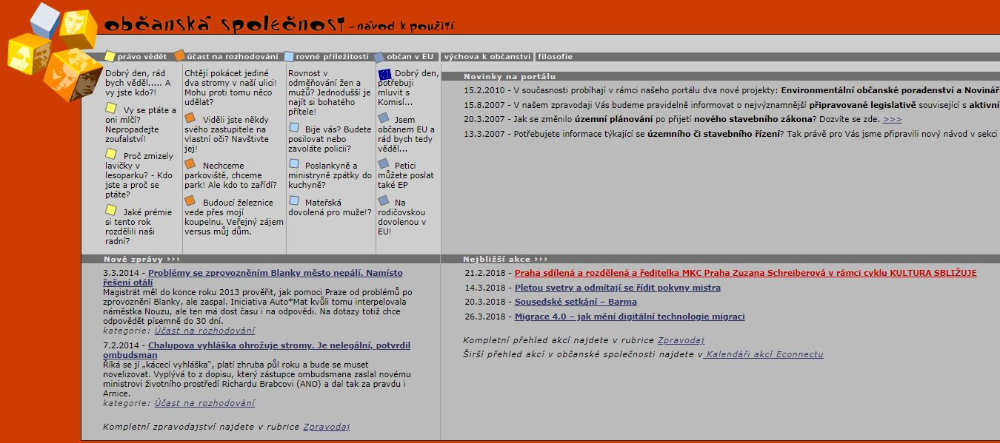 občanská společnost - návod k použití
právo vědět
účast na rozhodování
rovné příležitosti
občan v EU
výchova k občanství
filosofie
Dobrý den, rád
bych věděl..... A
vy jste kdo?!
Vy se ptáte a
oni mlčí?
Nepropadejte
zoufalství!
Proč zmizely
lavičky v
lesoparku? - Kdo
jste a proč se
ptáte?
Jaké prémie
si tento rok
rozdělili naši
radní?
Chtějí pokácet jediné
dva stromy v naší ulici!
Mohu proti tomu něco
udělat?
Viděli jste někdy
svého zastupitele na
vlastní oči? Navštivte
jej!
Nechceme
parkoviště, chceme
park! Ale kdo to zařídí?
Budoucí železnice
vede přes mojí
koupelnu. Veřejný zájem
versus můj dům.
Rovnost v
odměňování žen a
mužů? Jednodušší je
najít si bohatého
přítele!
Bije vás? Budete
posilovat nebo
zavoláte policii?
Poslankyně a
ministryně zpátky do
kuchyně?
Mateřská
dovolená pro muže!?
Dobrý den,
potřebuji
mluvit s
Komisí...
Jsem
občanem EU a
rád bych tedy
věděl...
Petici
můžete poslat
také EP
Na
rodičovskou
dovolenou v
EU!
Novinky na portálu
15.2.2010 - V současnosti probíhají v rámci našeho portálu dva nové projekty: Environmentální občanské poradenství a Novinář
15.8.2007 - V našem zpravodaji Vás budeme pravidelně informovat o nejvýznamnější připravované legislativě související s aktivní
20.3.2007 - Jak se změnilo územní plánování po přijetí nového stavebního zákona? Dozvíte se zde. >>>
13.3.2007 - Potřebujete informace týkající se územního či stavebního řízení? Tak právě pro Vás jsme připravili nový návod v sekci
Nové zprávy >>>
3.3.2014 - Problémy se zprovozněním Blanky město nepálí. Namísto
řešení otálí
Magistrát měl do konce roku 2013 prověřit, jak pomoci Praze od problémů po
zprovoznění Blanky, ale zaspal. Iniciativa Auto*Mat kvůli tomu interpelovala
náměstka Nouzu, ale ten má dost času i na odpovědi. Na dotazy totiž chce
odpovědět písemně do 30 dní.
kategorie: Účast na rozhodování
7.2.2014 - Chalupova vyhláška ohrožuje stromy. Je nelegální, potvrdil
ombudsman
Říká se jí „kácecí vyhláška“, platí zhruba půl roku a bude se muset
novelizovat. Vyplývá to z dopisu, který zástupce ombudsmana zaslal novému
ministrovi životního prostředí Richardu Brabcovi (ANO) a dal tak za pravdu i
Arnice.
kategorie: Účast na rozhodování
Kompletní zpravodajství najdete v rubrice Zpravodaj
Nejbližší akce >>>
21.2.2018 - Praha sdílená a rozdělená a ředitelka MKC Praha Zuzana Schreiberová v rámci cyklu KULTURA SBLIŽUJE
14.3.2018 - Pletou svetry a odmítají se řídit pokyny mistra
20.3.2018 - Sousedské setkání – Barma
26.3.2018 - Migrace 4.0 – jak mění digitální technologie migraci
Kompletní přehled akcí najdete v rubrice Zpravodaj
Širší přehled akcí v občanské společnosti najdete v Kalendáři akcí Econnectu